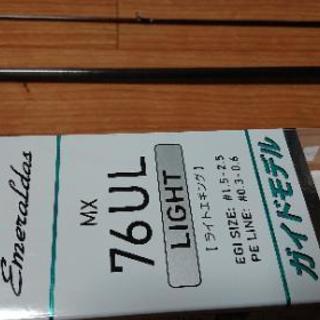 Emeraldas
MX
76UL
LIGHT
[ライトエギング]
EGI SIZE: #1.5-2.5
PE LINE: #0.3-0.6
ガイドモデル